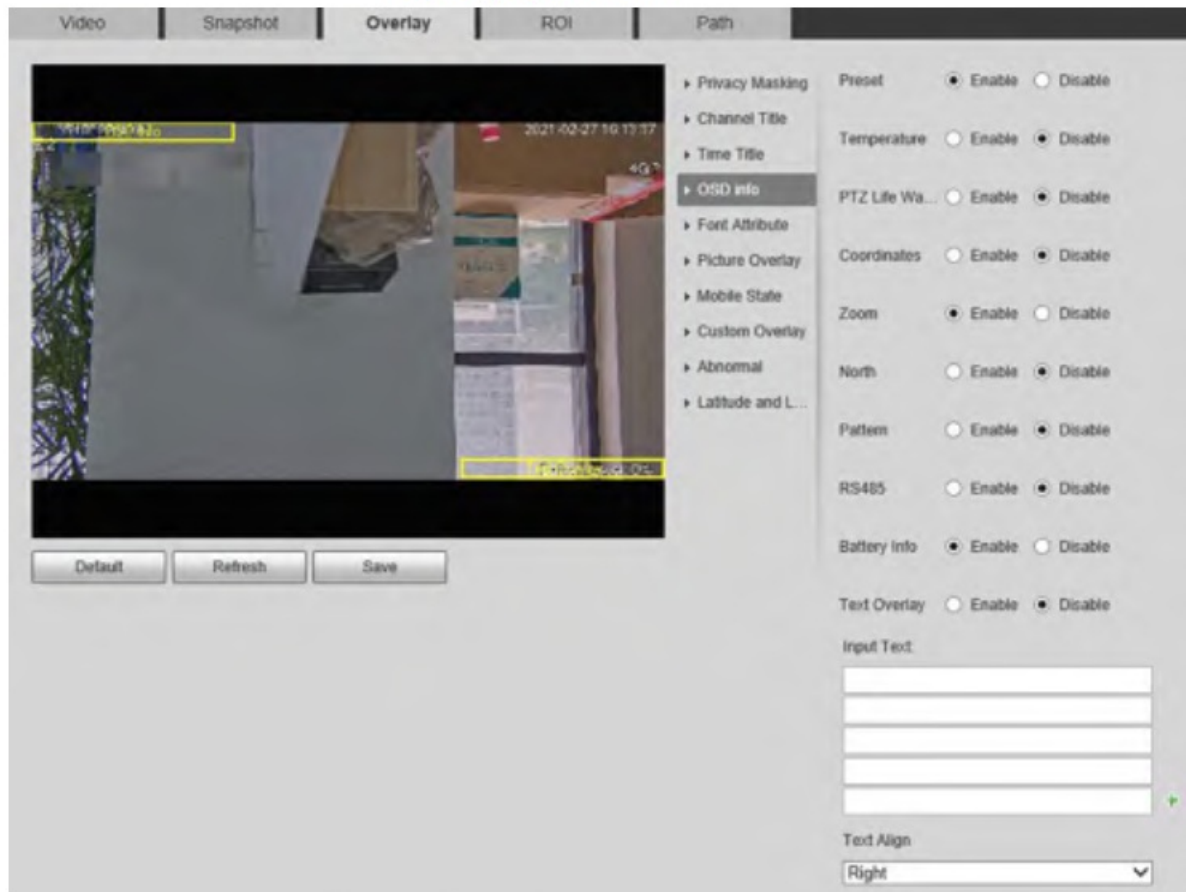 Video Snapshot Overlay ROI Path
2021-02-27 16:13:37
Privacy Masking
Channel Title
Time Title
OSD info
Font Attribute
Picture Overlay
Mobile State
Custom Overlay
Abnormal
Latitude and L...
Default Refresh Save
Preset Enable Disable
Temperature Enable Disable
PTZ Life Wa... Enable Disable
Coordinates Enable Disable
Zoom Enable Disable
North Enable Disable
Pattern Enable Disable
RS485 Enable Disable
Battery Info Enable Disable
Text Overlay Enable Disable
Input Text:
Text Align
Right